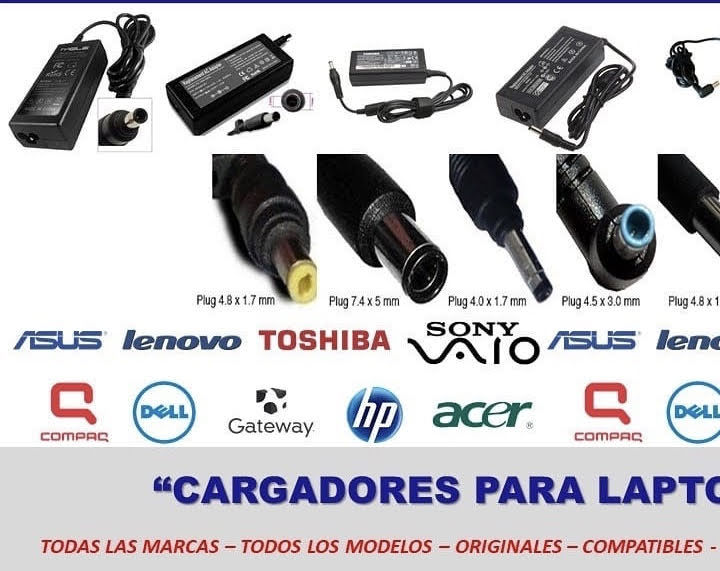 TOSHIBA
Plug 4.8 x 1.7 mm
Plug 7.4 x 5 mm
Plug 4.0 x 1.7 mm
Plug 4.5 x 3.0 mm
Plug 4.8 x 1
ASUS lenovo TOSHIBA SONY VAIO ASUS leno
COMPAQ DELL Gateway hp acer COMPAQ DELL
“CARGADORES PARA LAPTO
TODAS LAS MARCAS – TODOS LOS MODELOS – ORIGINALES – COMPATIBLES -